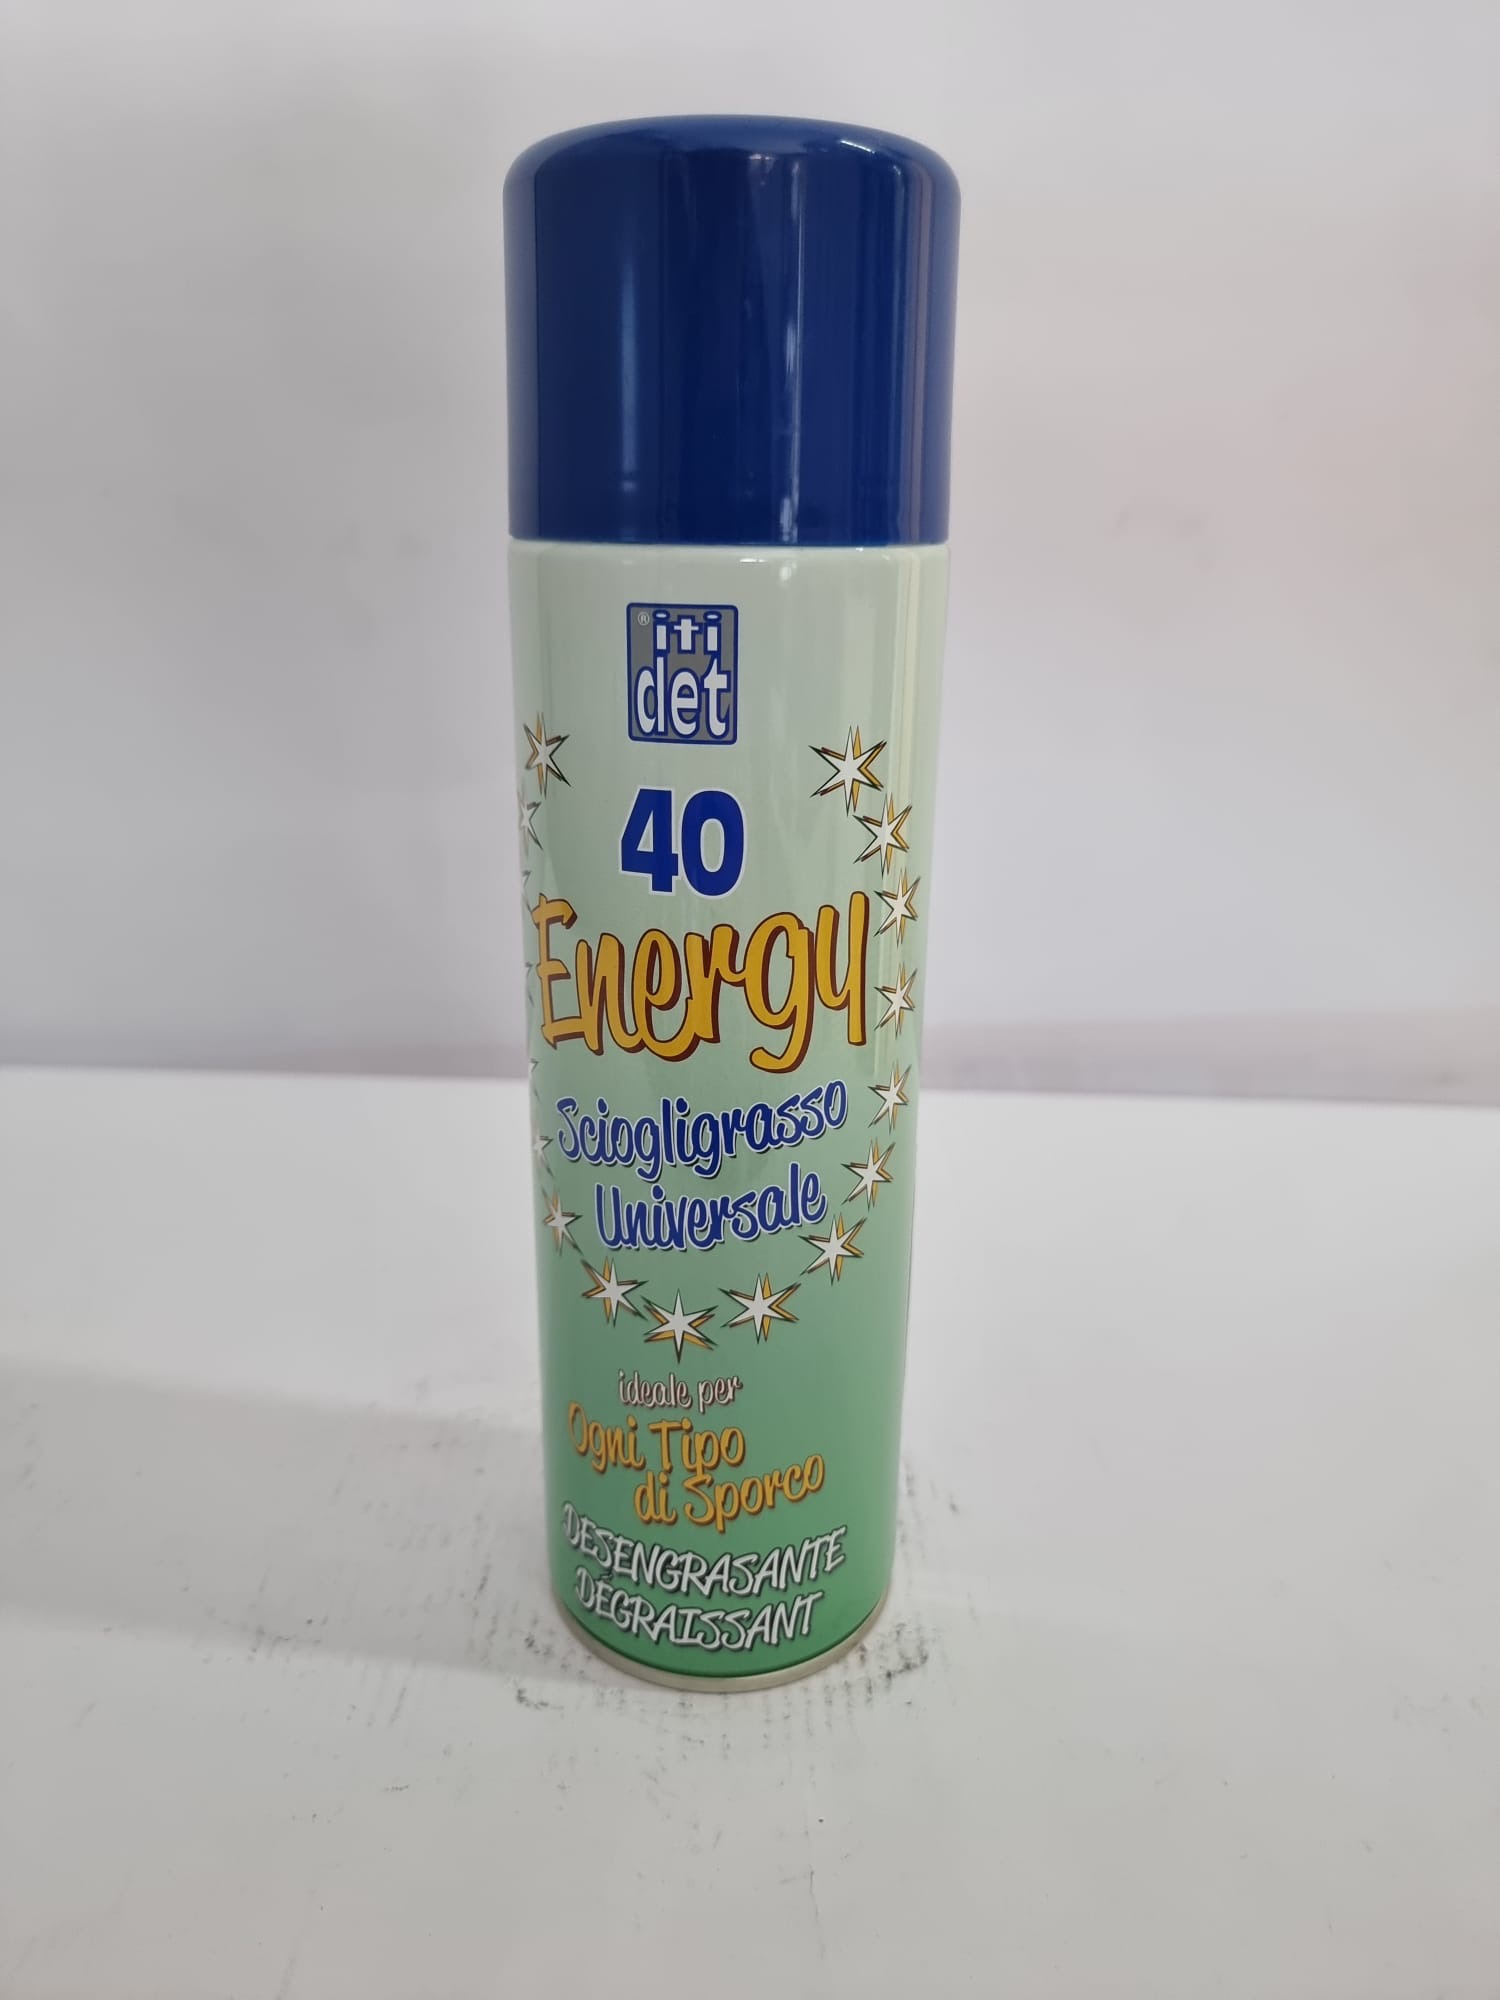 ®
iti
det
40
Energy
Sciogligrasso
Universale
ideale per
Ogni Tipo
di Sporco
DESENGRASANTE
DÉGRAISSANT